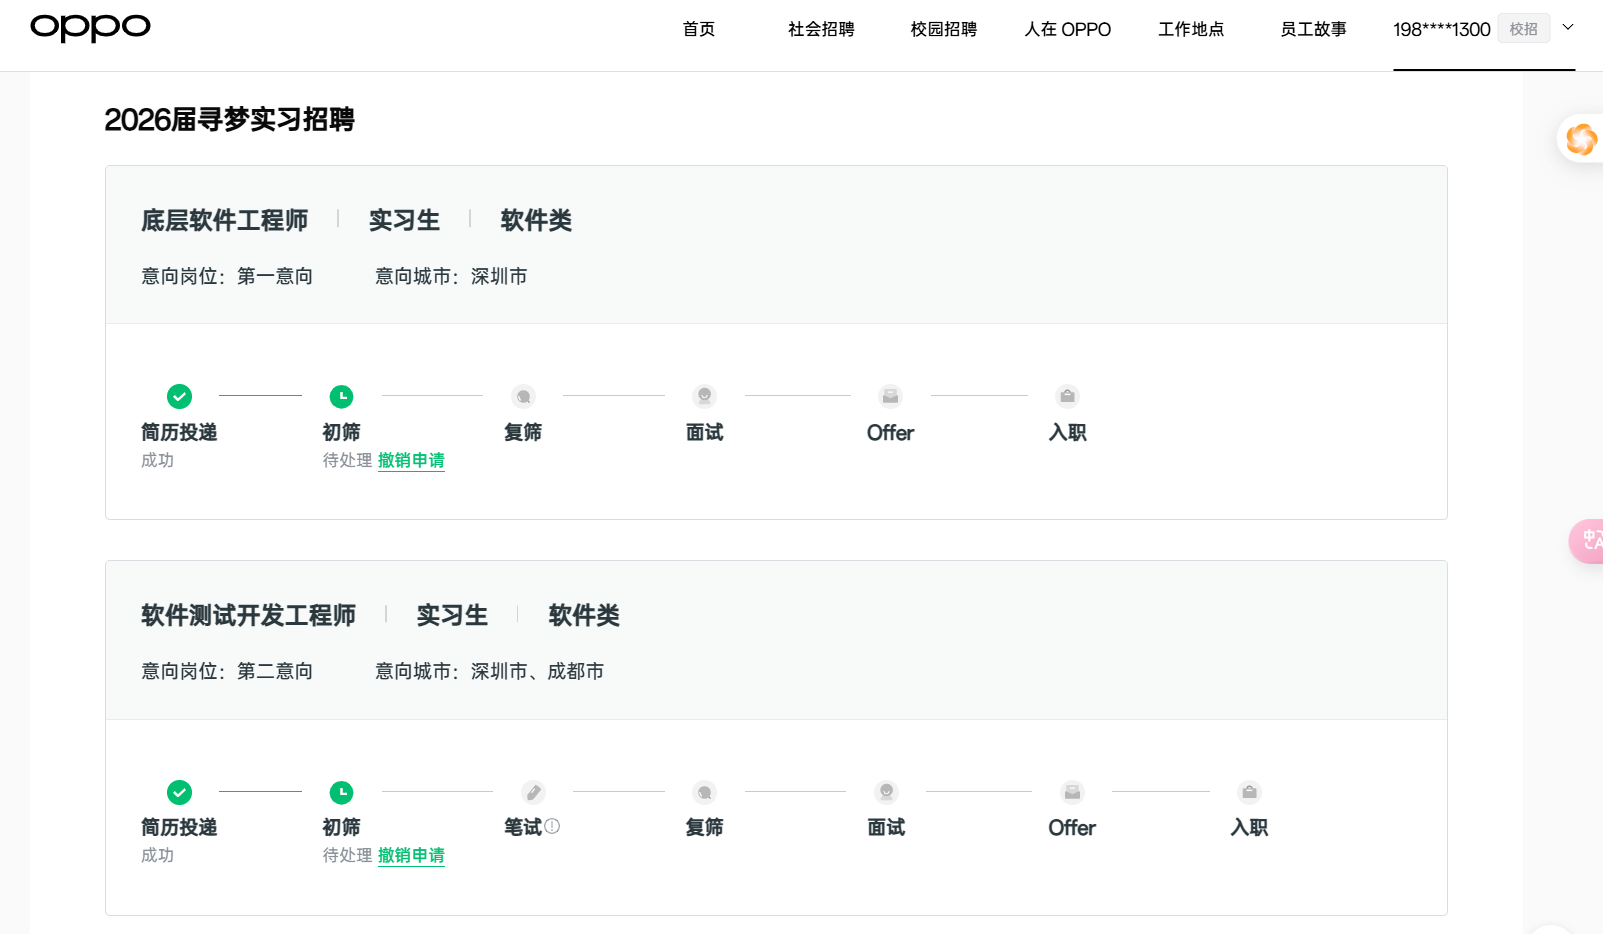 oppo
首页 社会招聘 校园招聘 人在 OPPO 工作地点 员工故事 198****1300 校招
2026届寻梦实习招聘
底层软件工程师 | 实习生 | 软件类
意向岗位：第一意向 意向城市：深圳市
简历投递 初筛 复筛 面试 Offer 入职
成功 待处理 撤销申请
软件测试开发工程师 | 实习生 | 软件类
意向岗位：第二意向 意向城市：深圳市、成都市
简历投递 初筛 笔试 复筛 面试 Offer 入职
成功 待处理 撤销申请
中 A